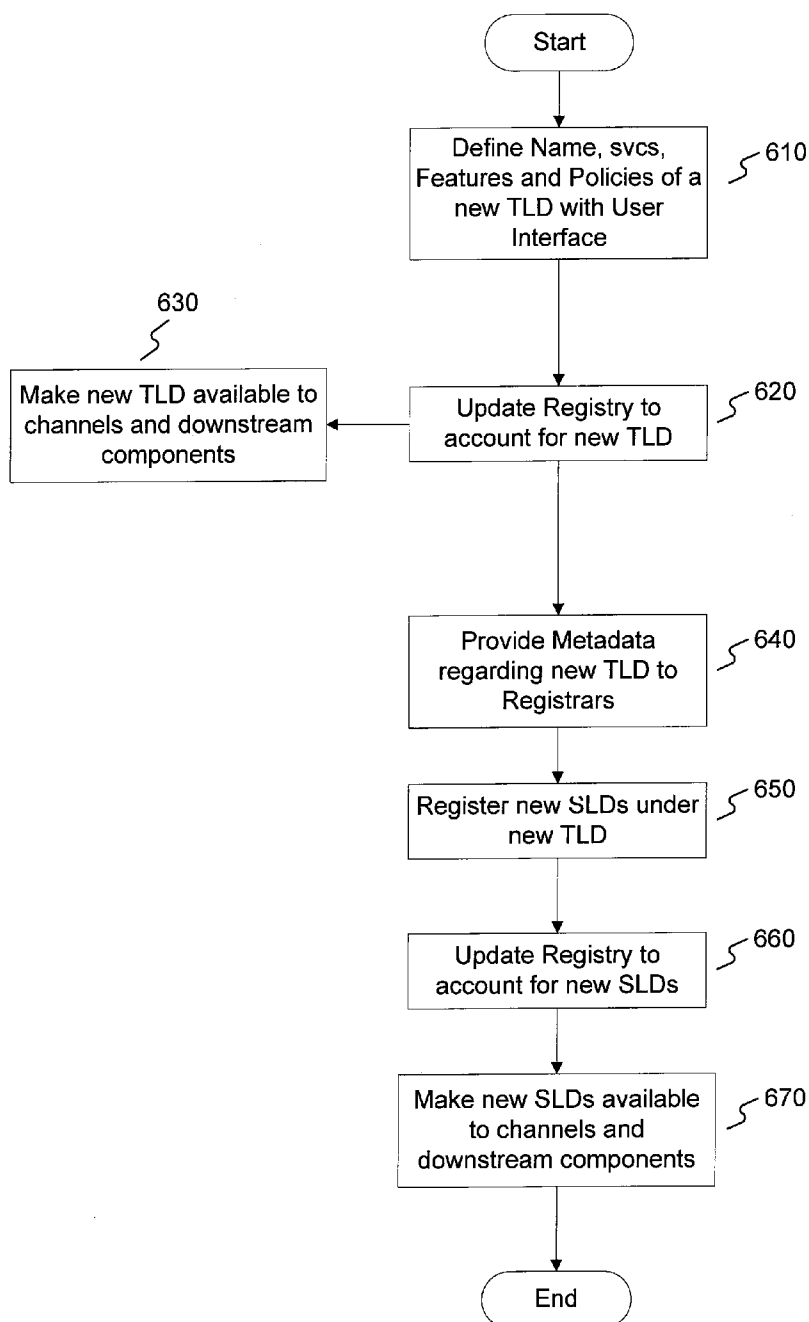 Start
Define Name, svcs,
Features and Policies of a
new TLD with User
Interface
610
630
Make new TLD available to
channels and downstream
components
Update Registry to
account for new TLD
620
Provide Metadata
regarding new TLD to
Registrars
640
Register new SLDs under
new TLD
650
Update Registry to
account for new SLDs
660
Make new SLDs available
to channels and
downstream components
670
End